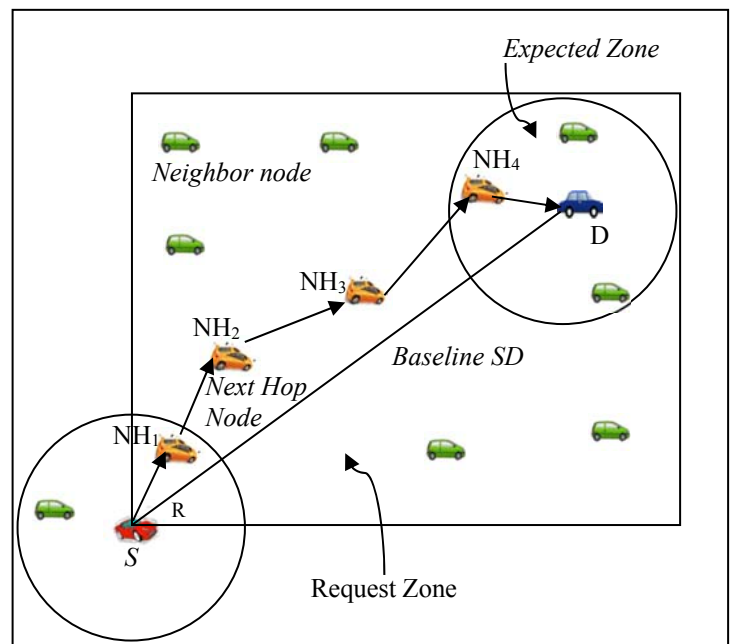 Expected Zone
NH4
Neighbor node
D
NH3
NH2
Baseline SD
Next Hop
Node
NH1
R
S
Request Zone